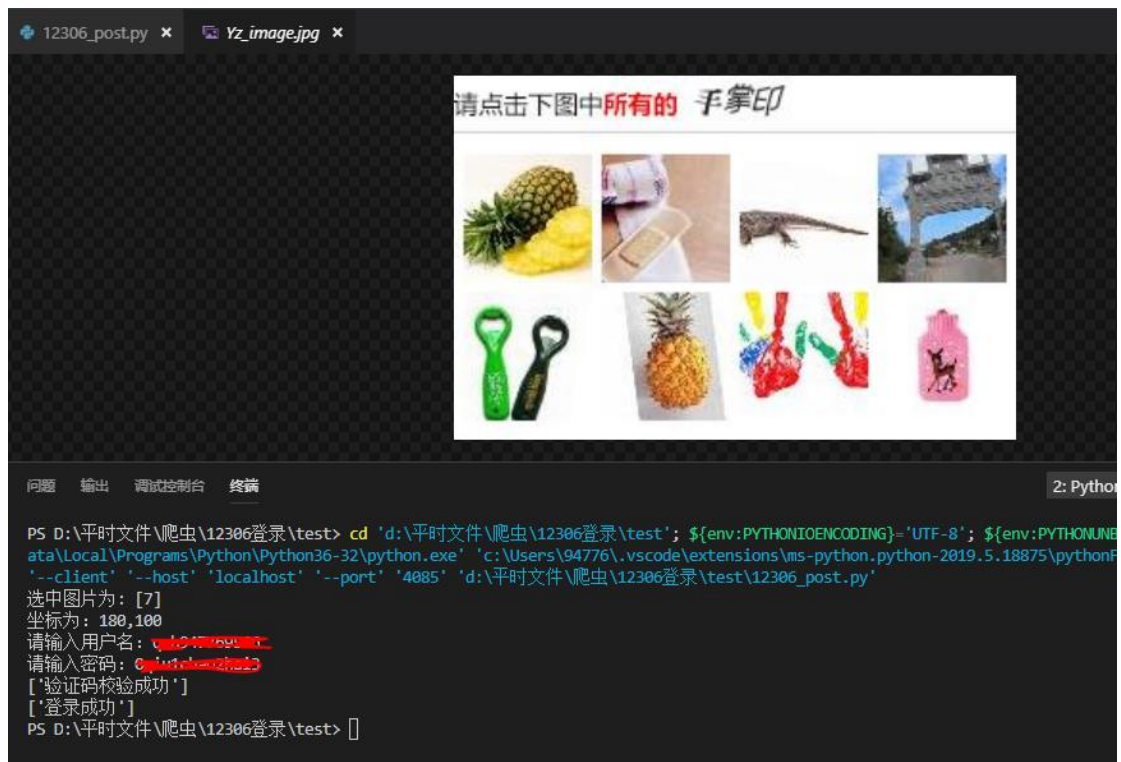 12306_post.py × Yz_image.jpg ×
请点击下图中所有的 手掌印
问题 输出 调试控制台 终端 2: Python
PS D:\平时文件\爬虫\12306登录\test> cd 'd:\平时文件\爬虫\12306登录\test'; ${env:PYTHONIOENCODING}='UTF-8'; ${env:PYTHONUNB
ata\Local\Programs\Python\Python36-32\python.exe' 'c:\Users\94776\.vscode\extensions\ms-python.python-2019.5.18875\pythonF
'--client' '--host' 'localhost' '--port' '4085' 'd:\平时文件\爬虫\12306登录\test\12306_post.py'
选中图片为: [7]
坐标为: 180,100
请输入用户名:
请输入密码:
['验证码校验成功']
['登录成功']
PS D:\平时文件\爬虫\12306登录\test>